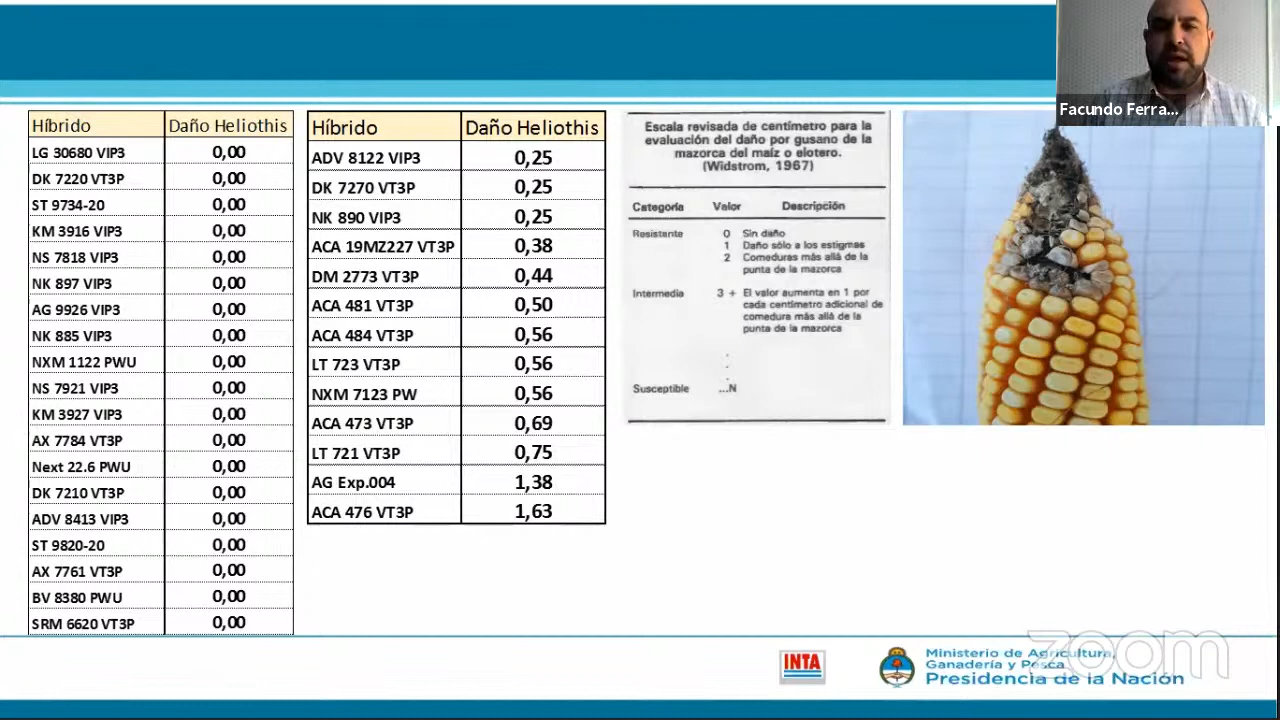 Facundo Ferra...
Híbrido Daño Heliothis
LG 30680 VIP3 0,00
DK 7220 VT3P 0,00
ST 9734-20 0,00
KM 3916 VIP3 0,00
NS 7818 VIP3 0,00
NK 897 VIP3 0,00
AG 9926 VIP3 0,00
NK 885 VIP3 0,00
NXM 1122 PWU 0,00
NS 7921 VIP3 0,00
KM 3927 VIP3 0,00
AX 7784 VT3P 0,00
Next 22.6 PWU 0,00
DK 7210 VT3P 0,00
ADV 8413 VIP3 0,00
ST 9820-20 0,00
AX 7761 VT3P 0,00
BV 8380 PWU 0,00
SRM 6620 VT3P 0,00
Híbrido Daño Heliothis
ADV 8122 VIP3 0,25
DK 7270 VT3P 0,25
NK 890 VIP3 0,25
ACA 19MZ227 VT3P 0,38
DM 2773 VT3P 0,44
ACA 481 VT3P 0,50
ACA 484 VT3P 0,56
LT 723 VT3P 0,56
NXM 7123 PW 0,56
ACA 473 VT3P 0,69
LT 721 VT3P 0,75
AG Exp.004 1,38
ACA 476 VT3P 1,63
Escala revisada de centímetro para la
evaluación del daño por gusano de la
mazorca del maíz o elotero.
(Widstrom, 1967)
Categoría Valor Descripción
Resistente 0 Sin daño
1 Daño sólo a los estigmas
2 Comeduras más allá de la
punta de la mazorca
Intermedia 3 + El valor aumenta en 1 por
cada centímetro adicional de
comedura más allá de la
punta de la mazorca
.
.
.
Susceptible ...N
INTA
Ministerio de Agricultura,
Ganadería y Pesca
Presidencia de la Nación
zoom